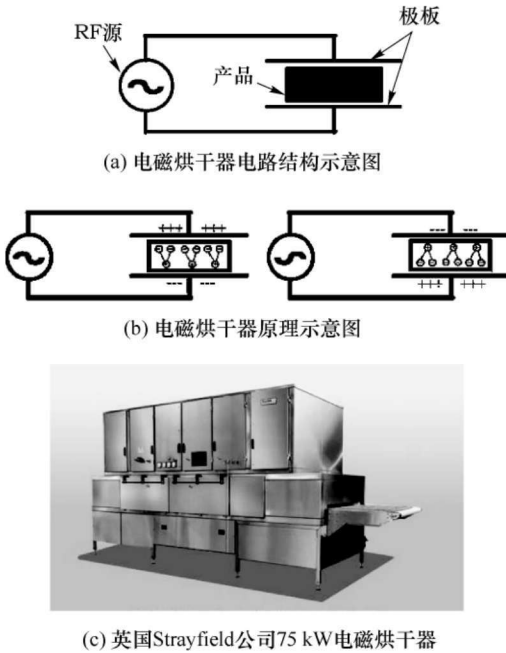 RF源
极板
产品
(a) 电磁烘干器电路结构示意图
+++ +++
--- ---
--- ---
+++ +++
(b) 电磁烘干器原理示意图
(c) 英国Strayfield公司75 kW电磁烘干器